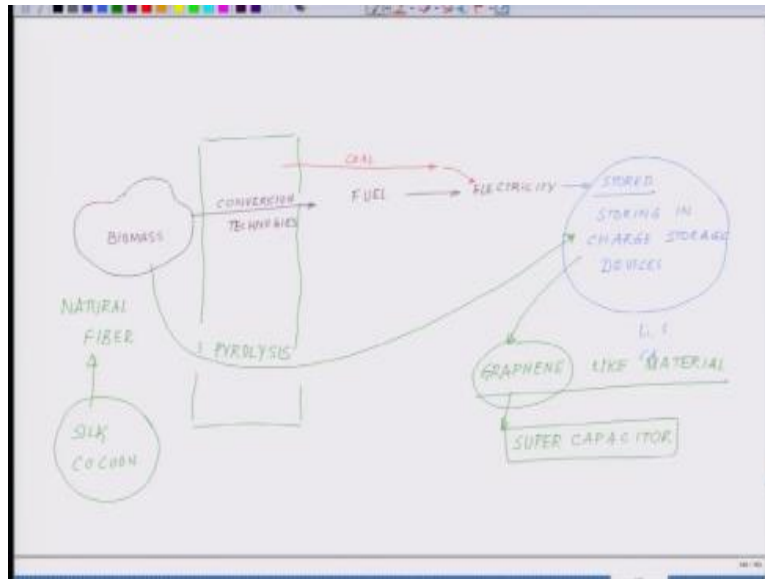 COAL
CONVERSION
TECHNOLOGIES
FUEL
ELECTRICITY
STORED
STORING IN
CHARGE STORAGE
DEVICES
BIOMASS
NATURAL
FIBER
PYROLYSIS
GRAPHENE LIKE MATERIAL
SUPER CAPACITOR
SILK
COCOON